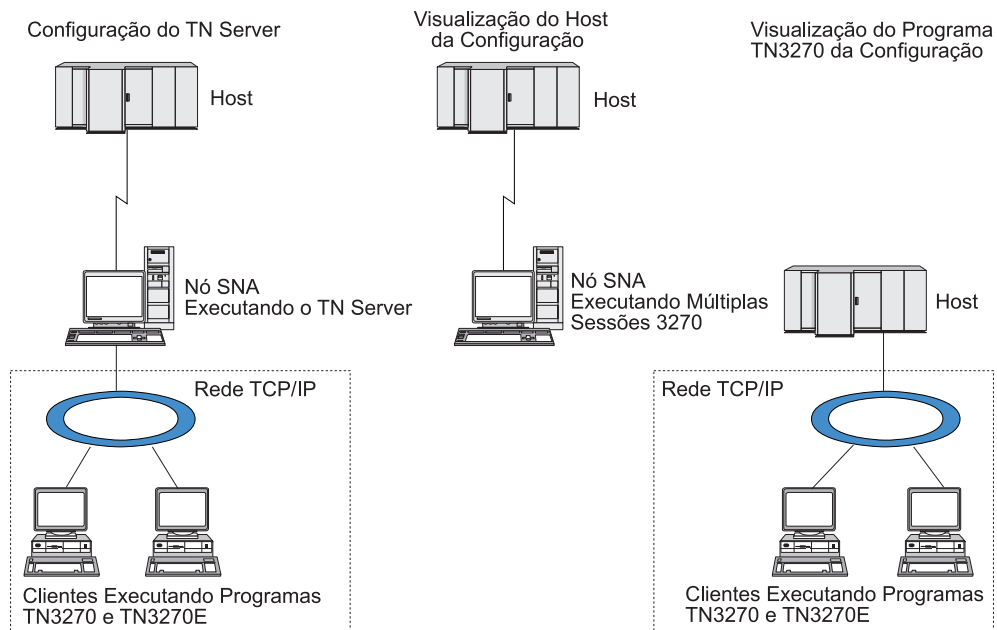 Configuração do TN Server
Host
Nó SNA
Executando o TN Server
Rede TCP/IP
Clientes Executando Programas
TN3270 e TN3270E
Visualização do Host
da Configuração
Host
Nó SNA
Executando Múltiplas
Sessões 3270
Visualização do Programa
TN3270 da Configuração
Host
Rede TCP/IP
Clientes Executando Programas
TN3270 e TN3270E